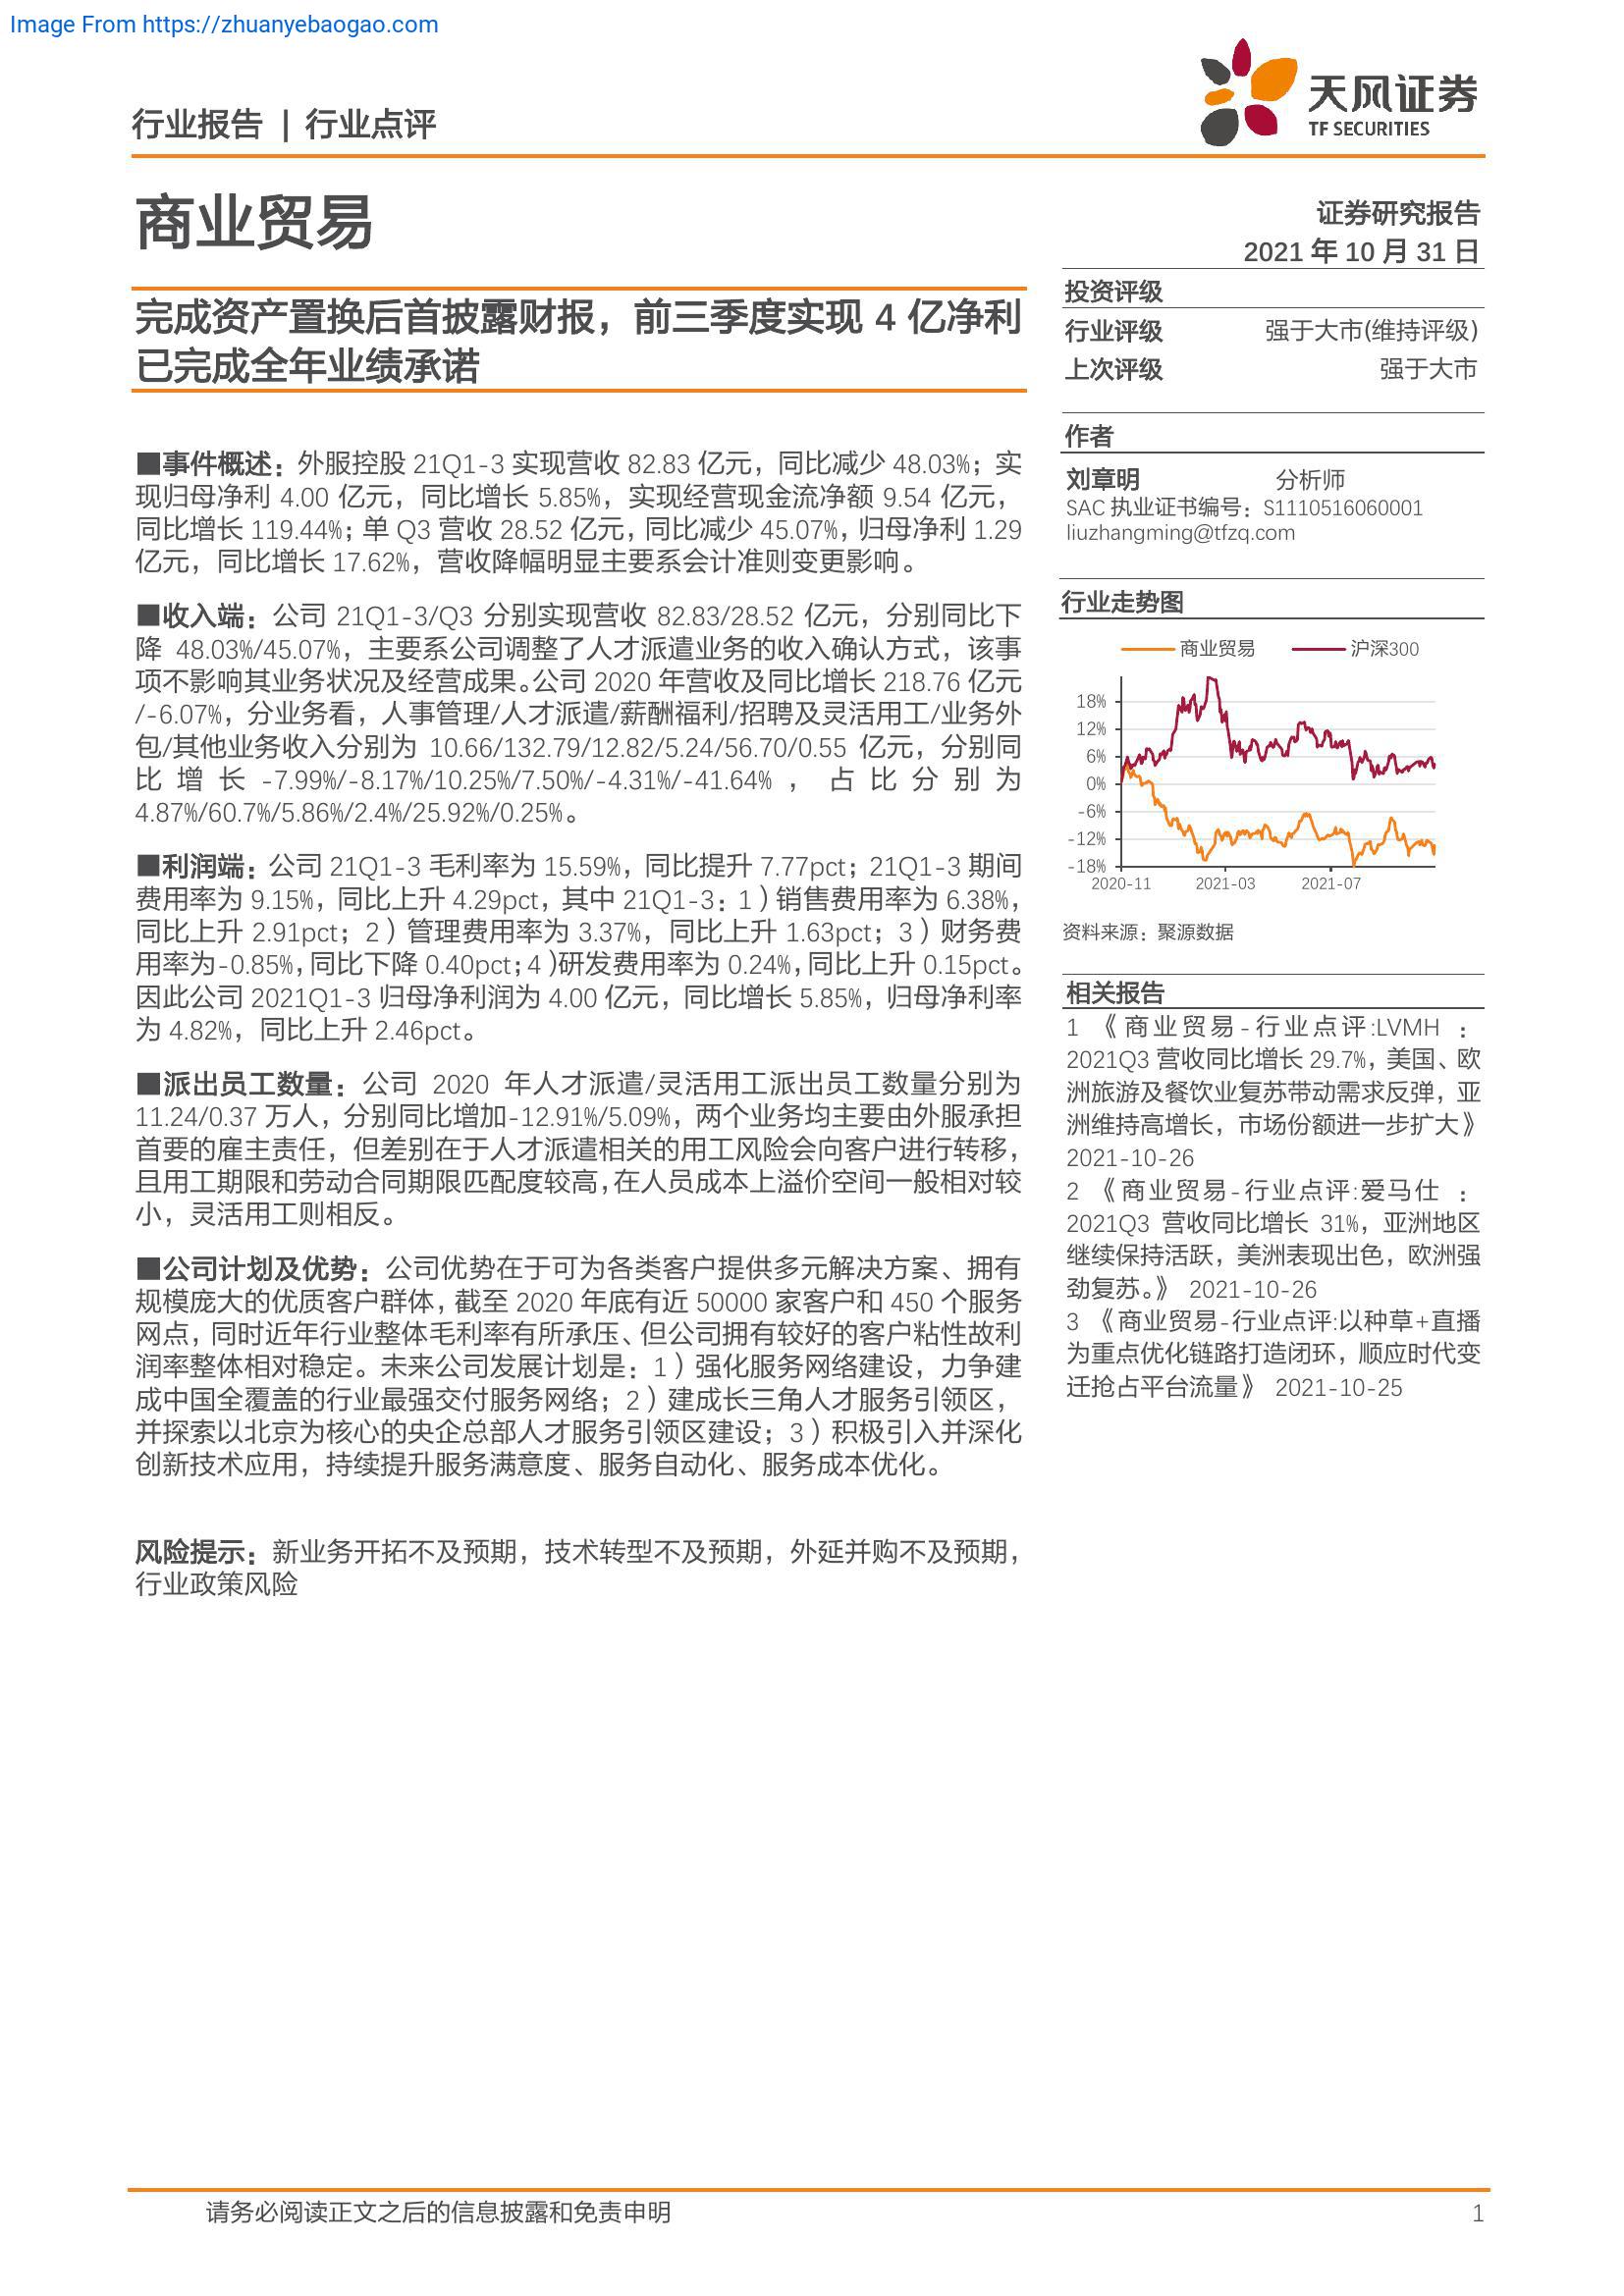 Image From https://zhuanyebaogao.com
行业报告 | 行业点评
天风证券
TF SECURITIES
商业贸易
证券研究报告
2021 年 10 月 31 日
完成资产置换后首披露财报，前三季度实现 4 亿净利
已完成全年业绩承诺
■事件概述：外服控股 21Q1-3 实现营收 82.83 亿元，同比减少 48.03%；实
现归母净利 4.00 亿元，同比增长 5.85%，实现经营现金流净额 9.54 亿元，
同比增长 119.44%；单 Q3 营收 28.52 亿元，同比减少 45.07%，归母净利 1.29
亿元，同比增长 17.62%，营收降幅明显主要系会计准则变更影响。
■收入端：公司 21Q1-3/Q3 分别实现营收 82.83/28.52 亿元，分别同比下
降 48.03%/45.07%，主要系公司调整了人才派遣业务的收入确认方式，该事
项不影响其业务状况及经营成果。公司 2020 年营收及同比增长 218.76 亿元
/-6.07%，分业务看，人事管理/人才派遣/薪酬福利/招聘及灵活用工/业务外
包/其他业务收入分别为 10.66/132.79/12.82/5.24/56.70/0.55 亿元，分别同
比增长-7.99%/-8.17%/10.25%/7.50%/-4.31%/-41.64%，占比分别为
4.87%/60.7%/5.86%/2.4%/25.92%/0.25%。
■利润端：公司 21Q1-3 毛利率为 15.59%，同比提升 7.77pct；21Q1-3 期间
费用率为 9.15%，同比上升 4.29pct，其中 21Q1-3：1）销售费用率为 6.38%，
同比上升 2.91pct；2）管理费用率为 3.37%，同比上升 1.63pct；3）财务费
用率为-0.85%，同比下降 0.40pct；4）研发费用率为 0.24%，同比上升 0.15pct。
因此公司 2021Q1-3 归母净利润为 4.00 亿元，同比增长 5.85%，归母净利率
为 4.82%，同比上升 2.46pct。
■派出员工数量：公司 2020 年人才派遣/灵活用工派出员工数量分别为
11.24/0.37 万人，分别同比增加-12.91%/5.09%，两个业务均主要由外服承担
首要的雇主责任，但差别在于人才派遣相关的用工风险会向客户进行转移，
且用工期限和劳动合同期限匹配度较高，在人员成本上溢价空间一般相对较
小，灵活用工则相反。
■公司计划及优势：公司优势在于可为各类客户提供多元解决方案、拥有
规模庞大的优质客户群体，截至 2020 年底有近 50000 家客户和 450 个服务
网点，同时近年行业整体毛利率有所承压、但公司拥有较好的客户粘性故利
润率整体相对稳定。未来公司发展计划是：1）强化服务网络建设，力争建
成中国全覆盖的行业最强交付服务网络；2）建成长三角人才服务引领区，
并探索以北京为核心的央企总部人才服务引领区建设；3）积极引入并深化
创新技术应用，持续提升服务满意度、服务自动化、服务成本优化。
风险提示：新业务开拓不及预期，技术转型不及预期，外延并购不及预期，
行业政策风险
投资评级
行业评级 强于大市(维持评级)
上次评级 强于大市
作者
刘章明 分析师
SAC 执业证书编号：S1110516060001
liuzhangming@tfzq.com
行业走势图
商业贸易 沪深300
18%
12%
6%
0%
-6%
-12%
-18%
2020-11 2021-03 2021-07
资料来源：聚源数据
相关报告
1 《商业贸易-行业点评:LVMH ：
2021Q3 营收同比增长 29.7%，美国、欧
洲旅游及餐饮业复苏带动需求反弹，亚
洲维持高增长，市场份额进一步扩大》
2021-10-26
2 《商业贸易-行业点评:爱马仕 ：
2021Q3 营收同比增长 31%，亚洲地区
继续保持活跃，美洲表现出色，欧洲强
劲复苏。》 2021-10-26
3 《商业贸易-行业点评:以种草+直播
为重点优化链路打造闭环，顺应时代变
迁抢占平台流量》 2021-10-25
请务必阅读正文之后的信息披露和免责申明 1